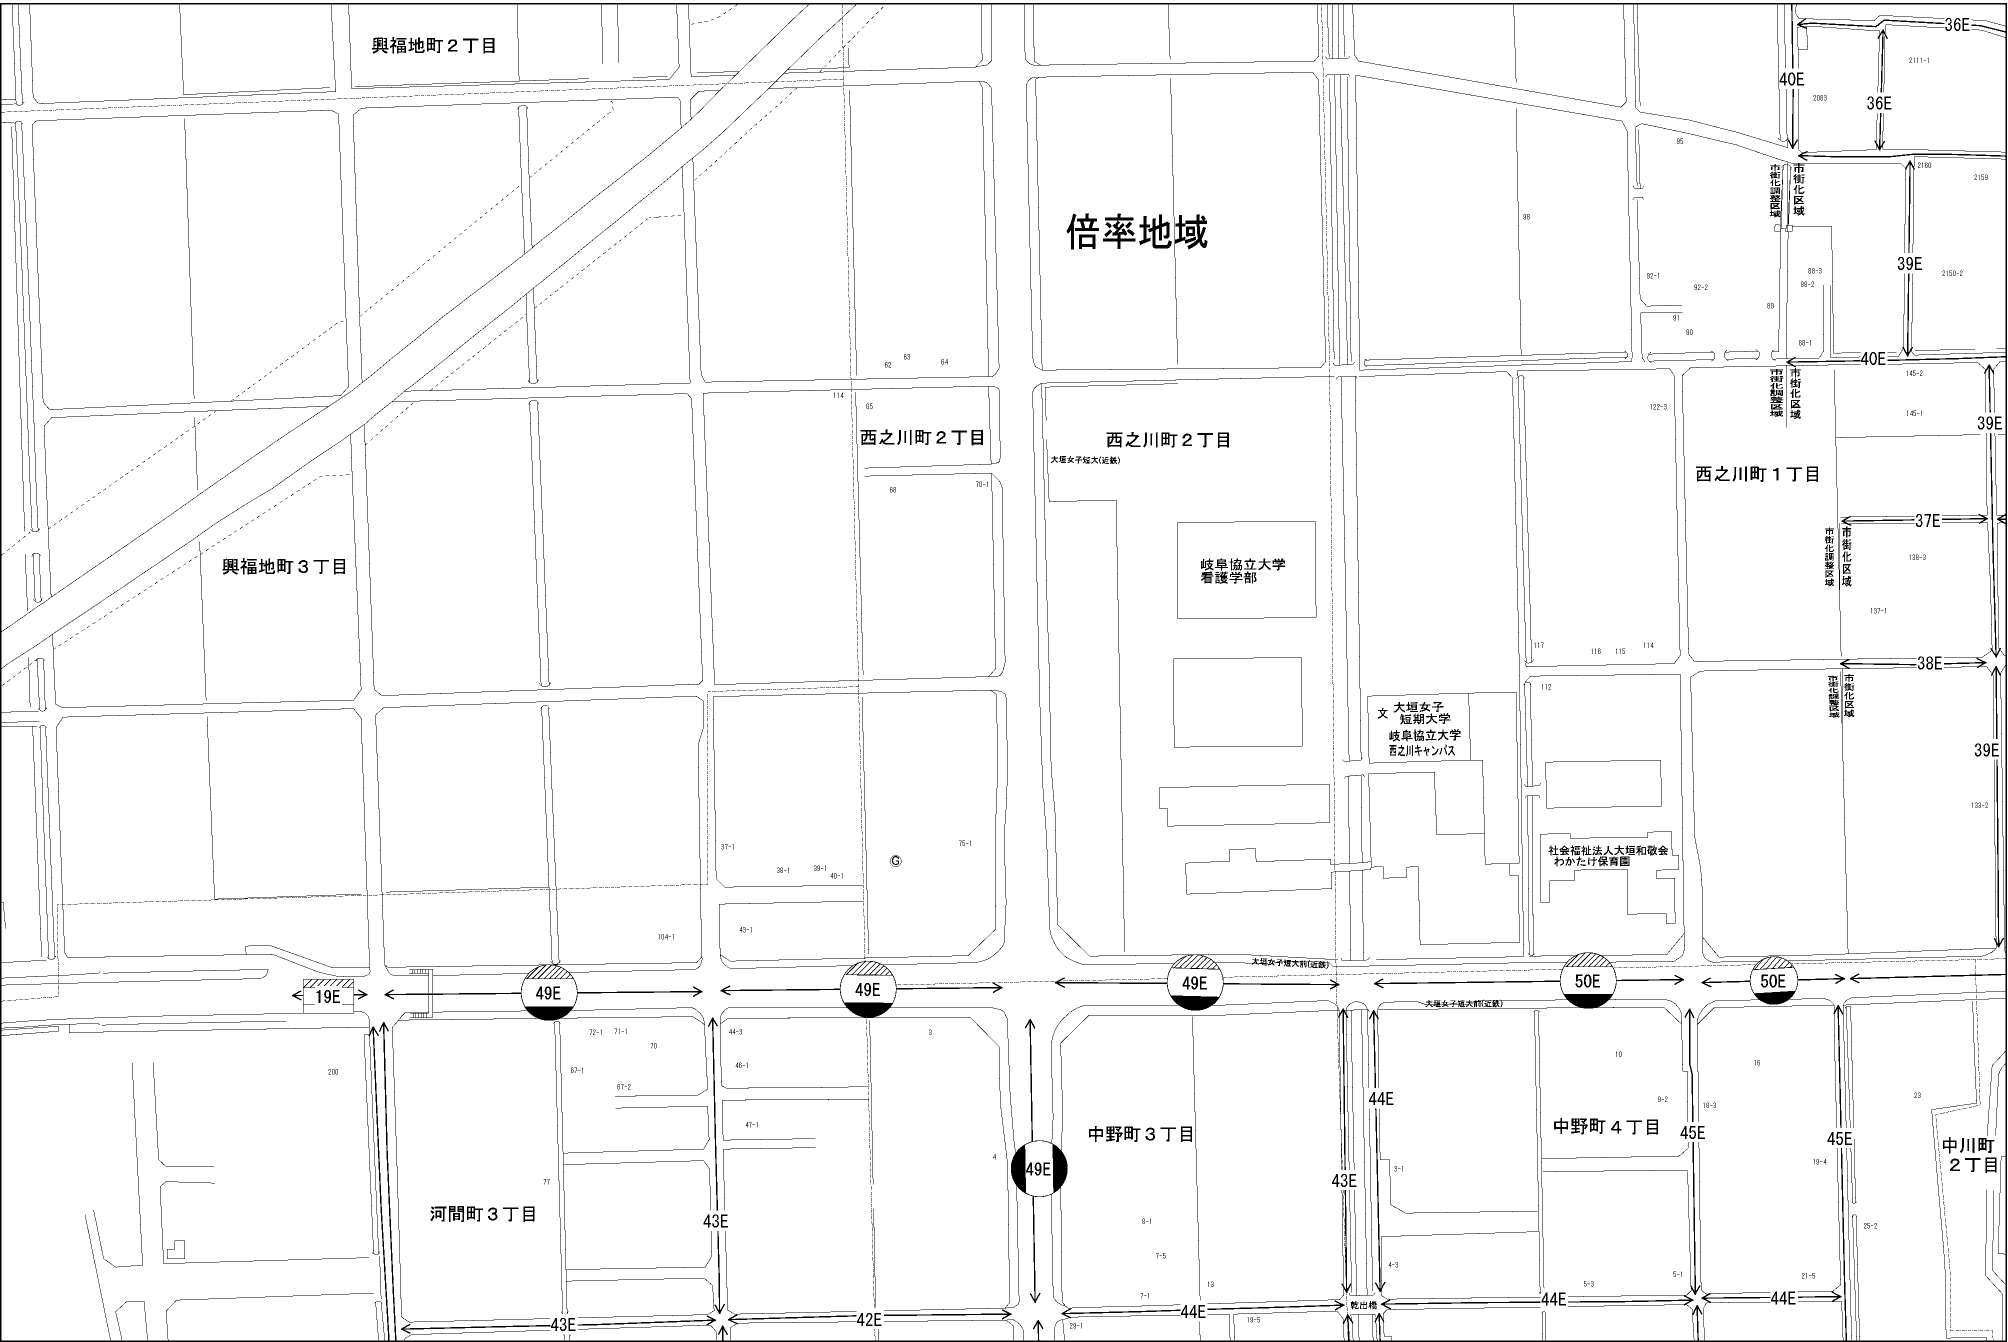 興福地町２丁目
36E
2111-1
40E
2083
36E
95
2160
2159
市街化調整区域
市街化区域
倍率地域
98
39E
92-1
92-2
88-3
88-2
2150-2
89
91
90
88-1
63
62
64
40E
145-2
市街化調整区域
市街化区域
114
65
122-3
145-1
39E
西之川町２丁目
西之川町２丁目
大垣女子短大(近鉄)
西之川町１丁目
68
70-1
37E
市街化調整区域
市街化区域
138-3
興福地町３丁目
岐阜協立大学
看護学部
137-1
117
116
115
114
38E
112
市街化調整区域
市街化区域
文
大垣女子
短期大学
岐阜協立大学
西之川キャンパス
39E
133-2
37-1
38-1
39-1
40-1
G
75-1
社会福祉法人大垣和敬会
わかたけ保育園
104-1
43-1
大垣女子短大前(近鉄)
19E
49E
49E
49E
50E
50E
大垣女子短大前(近鉄)
72-1
71-1
70
44-3
3
67-1
46-1
200
67-2
10
16
9-2
18-3
23
44E
47-1
中野町３丁目
中野町４丁目
45E
45E
中川町
２丁目
4
49E
3-1
19-4
77
43E
河間町３丁目
43E
8-1
25-2
7-5
4-3
5-3
5-1
21-5
13
7-1
43E
42E
29-1
44E
19-5
乾出橋
44E
44E